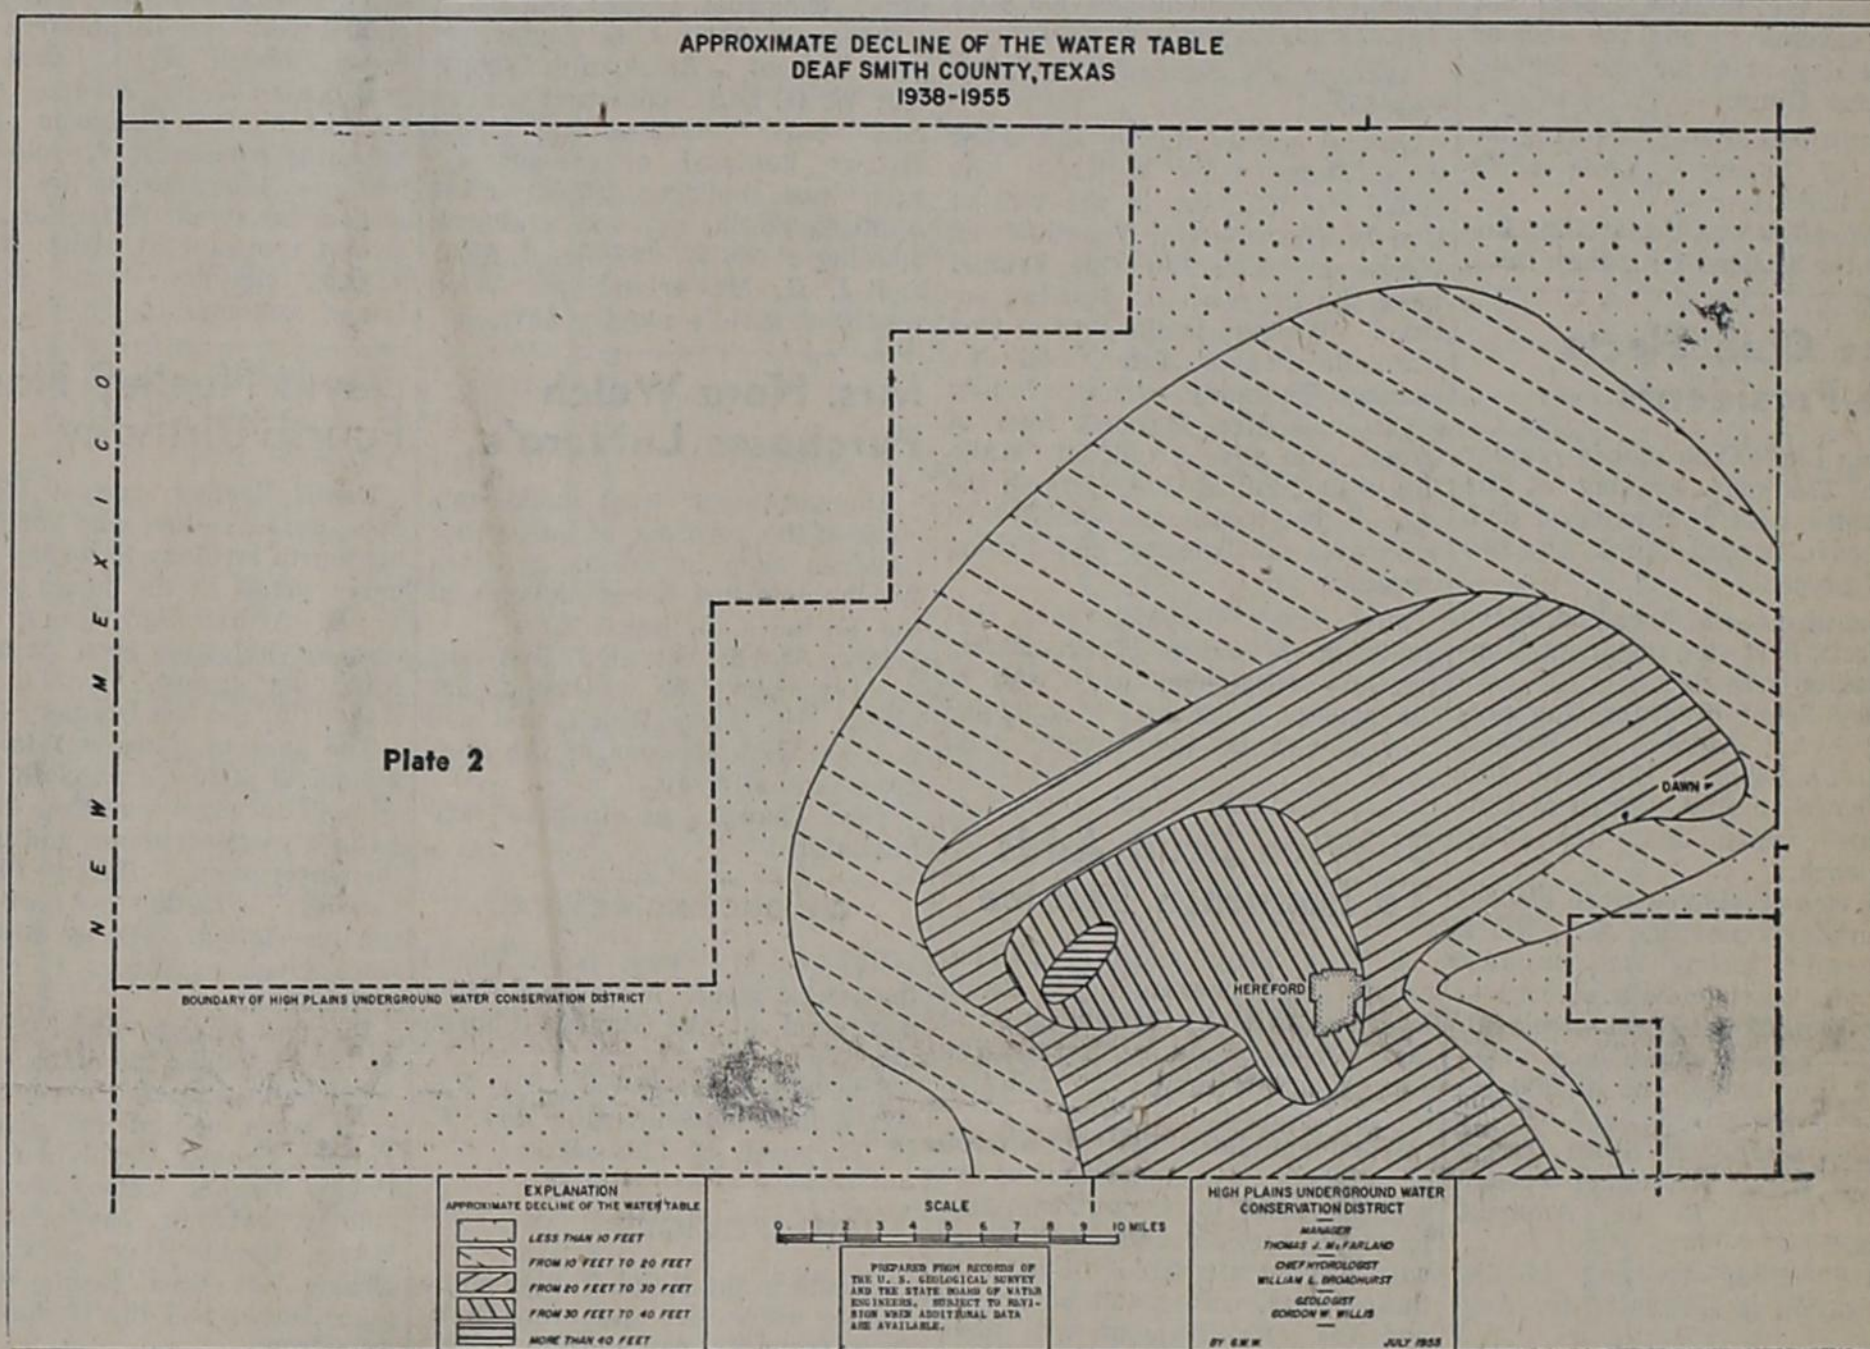 APPROXIMATE DECLINE OF THE WATER TABLE
DEAF SMITH COUNTY, TEXAS
1938-1955
NEW MEXICO
Plate 2
DAWN
HEREFORD
BOUNDARY OF HIGH PLAINS UNDERGROUND WATER CONSERVATION DISTRICT
EXPLANATION
APPROXIMATE DECLINE OF THE WATER TABLE
LESS THAN 10 FEET
FROM 10 FEET TO 20 FEET
FROM 20 FEET TO 30 FEET
FROM 30 FEET TO 40 FEET
MORE THAN 40 FEET
SCALE
0 1 2 3 4 5 6 7 8 9 10 MILES
PREPARED FROM RECORDS OF
THE U. S. GEOLOGICAL SURVEY
AND THE STATE BOARD OF WATER
ENGINEERS. SUBJECT TO REVI-
SION WHEN ADDITIONAL DATA
ARE AVAILABLE.
HIGH PLAINS UNDERGROUND WATER
CONSERVATION DISTRICT
MANAGER
THOMAS J. McFARLAND
CHIEF HYDROLOGIST
WILLIAM L. BROADHURST
GEOLOGIST
GORDON W. WILLIS
BY G.W.W. JULY 1955